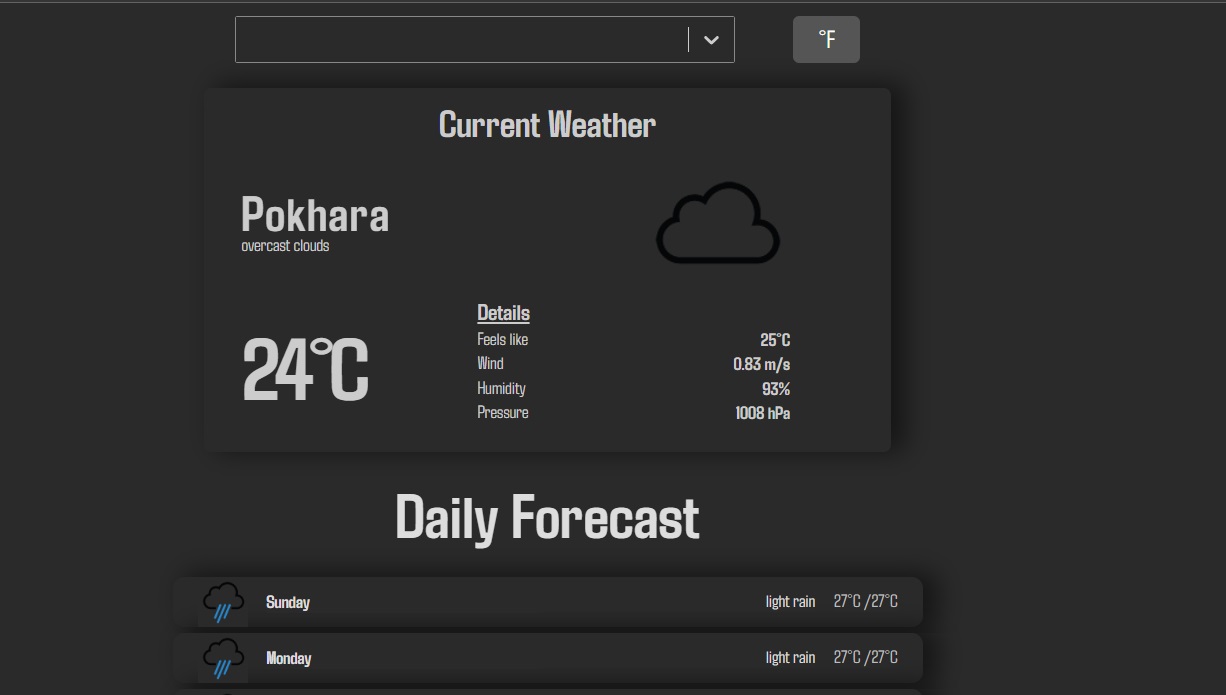 °F
Current Weather
Pokhara
overcast clouds
24°C
Details
Feels like 25°C
Wind 0.83 m/s
Humidity 93%
Pressure 1008 hPa
Daily Forecast
Sunday light rain 27°C /27°C
Monday light rain 27°C /27°C